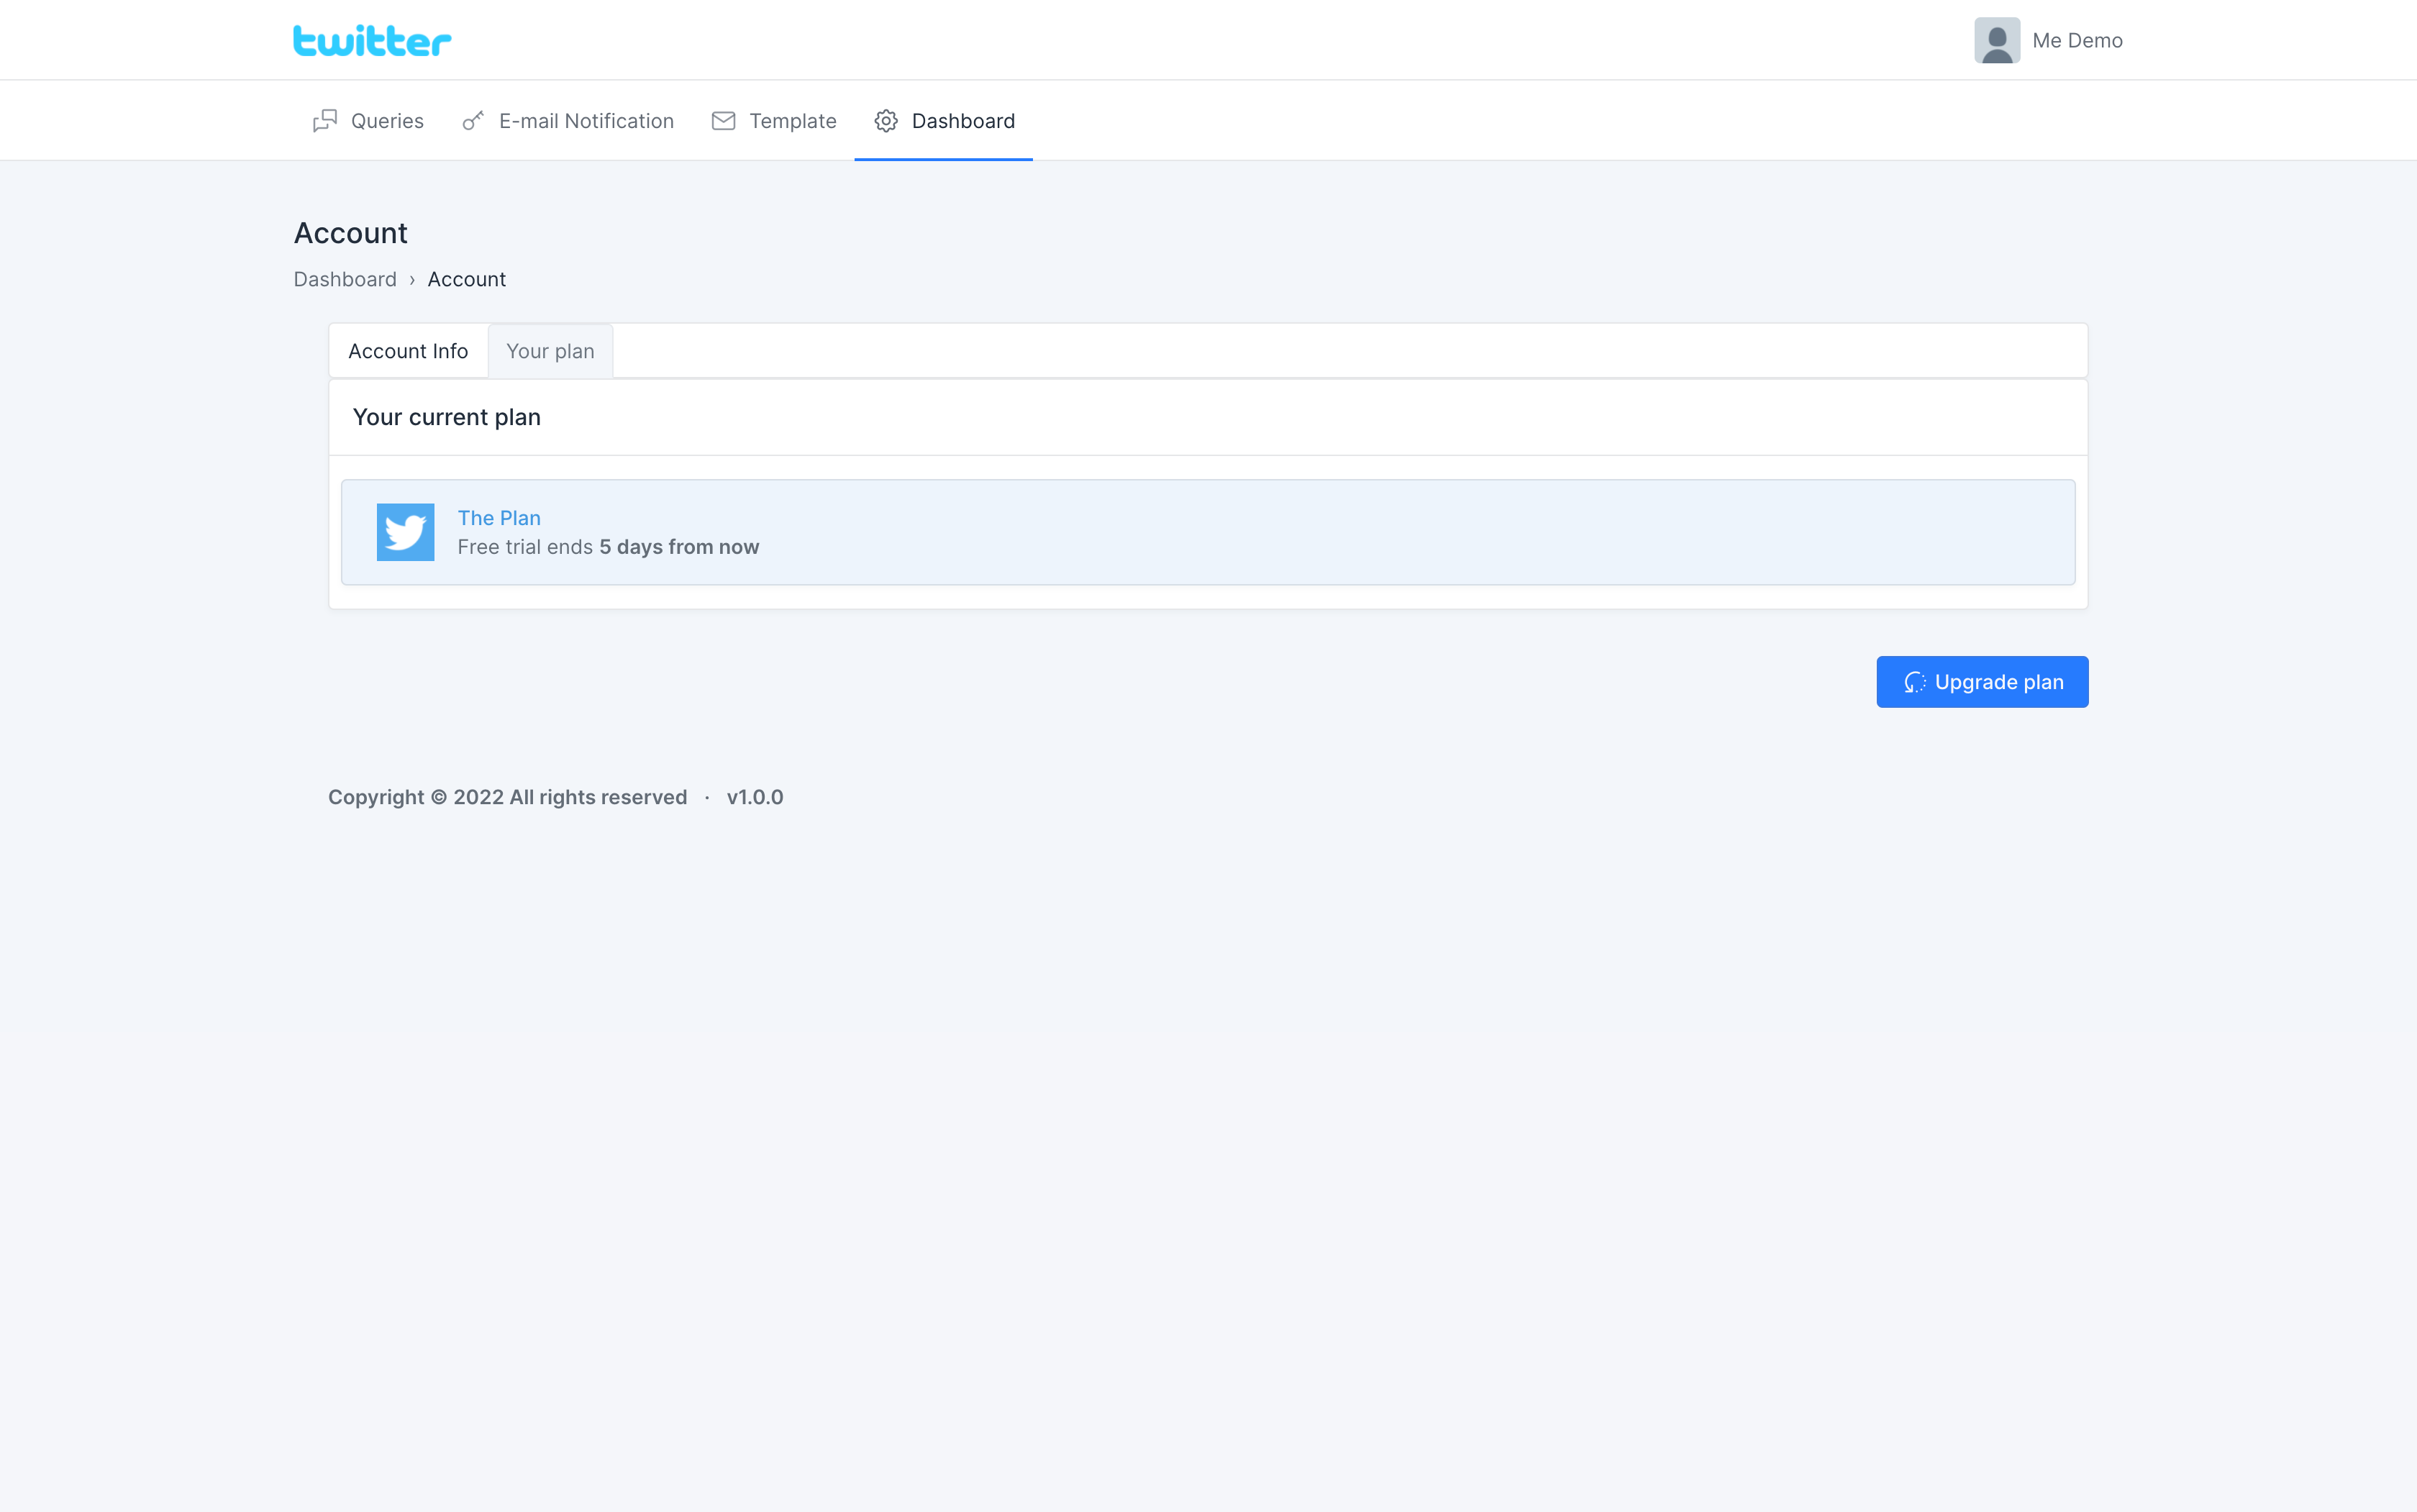 twitter
Me Demo
Queries E-mail Notification Template Dashboard
Account
Dashboard › Account
Account Info Your plan
Your current plan
The Plan
Free trial ends 5 days from now
Upgrade plan
Copyright © 2022 All rights reserved · v1.0.0